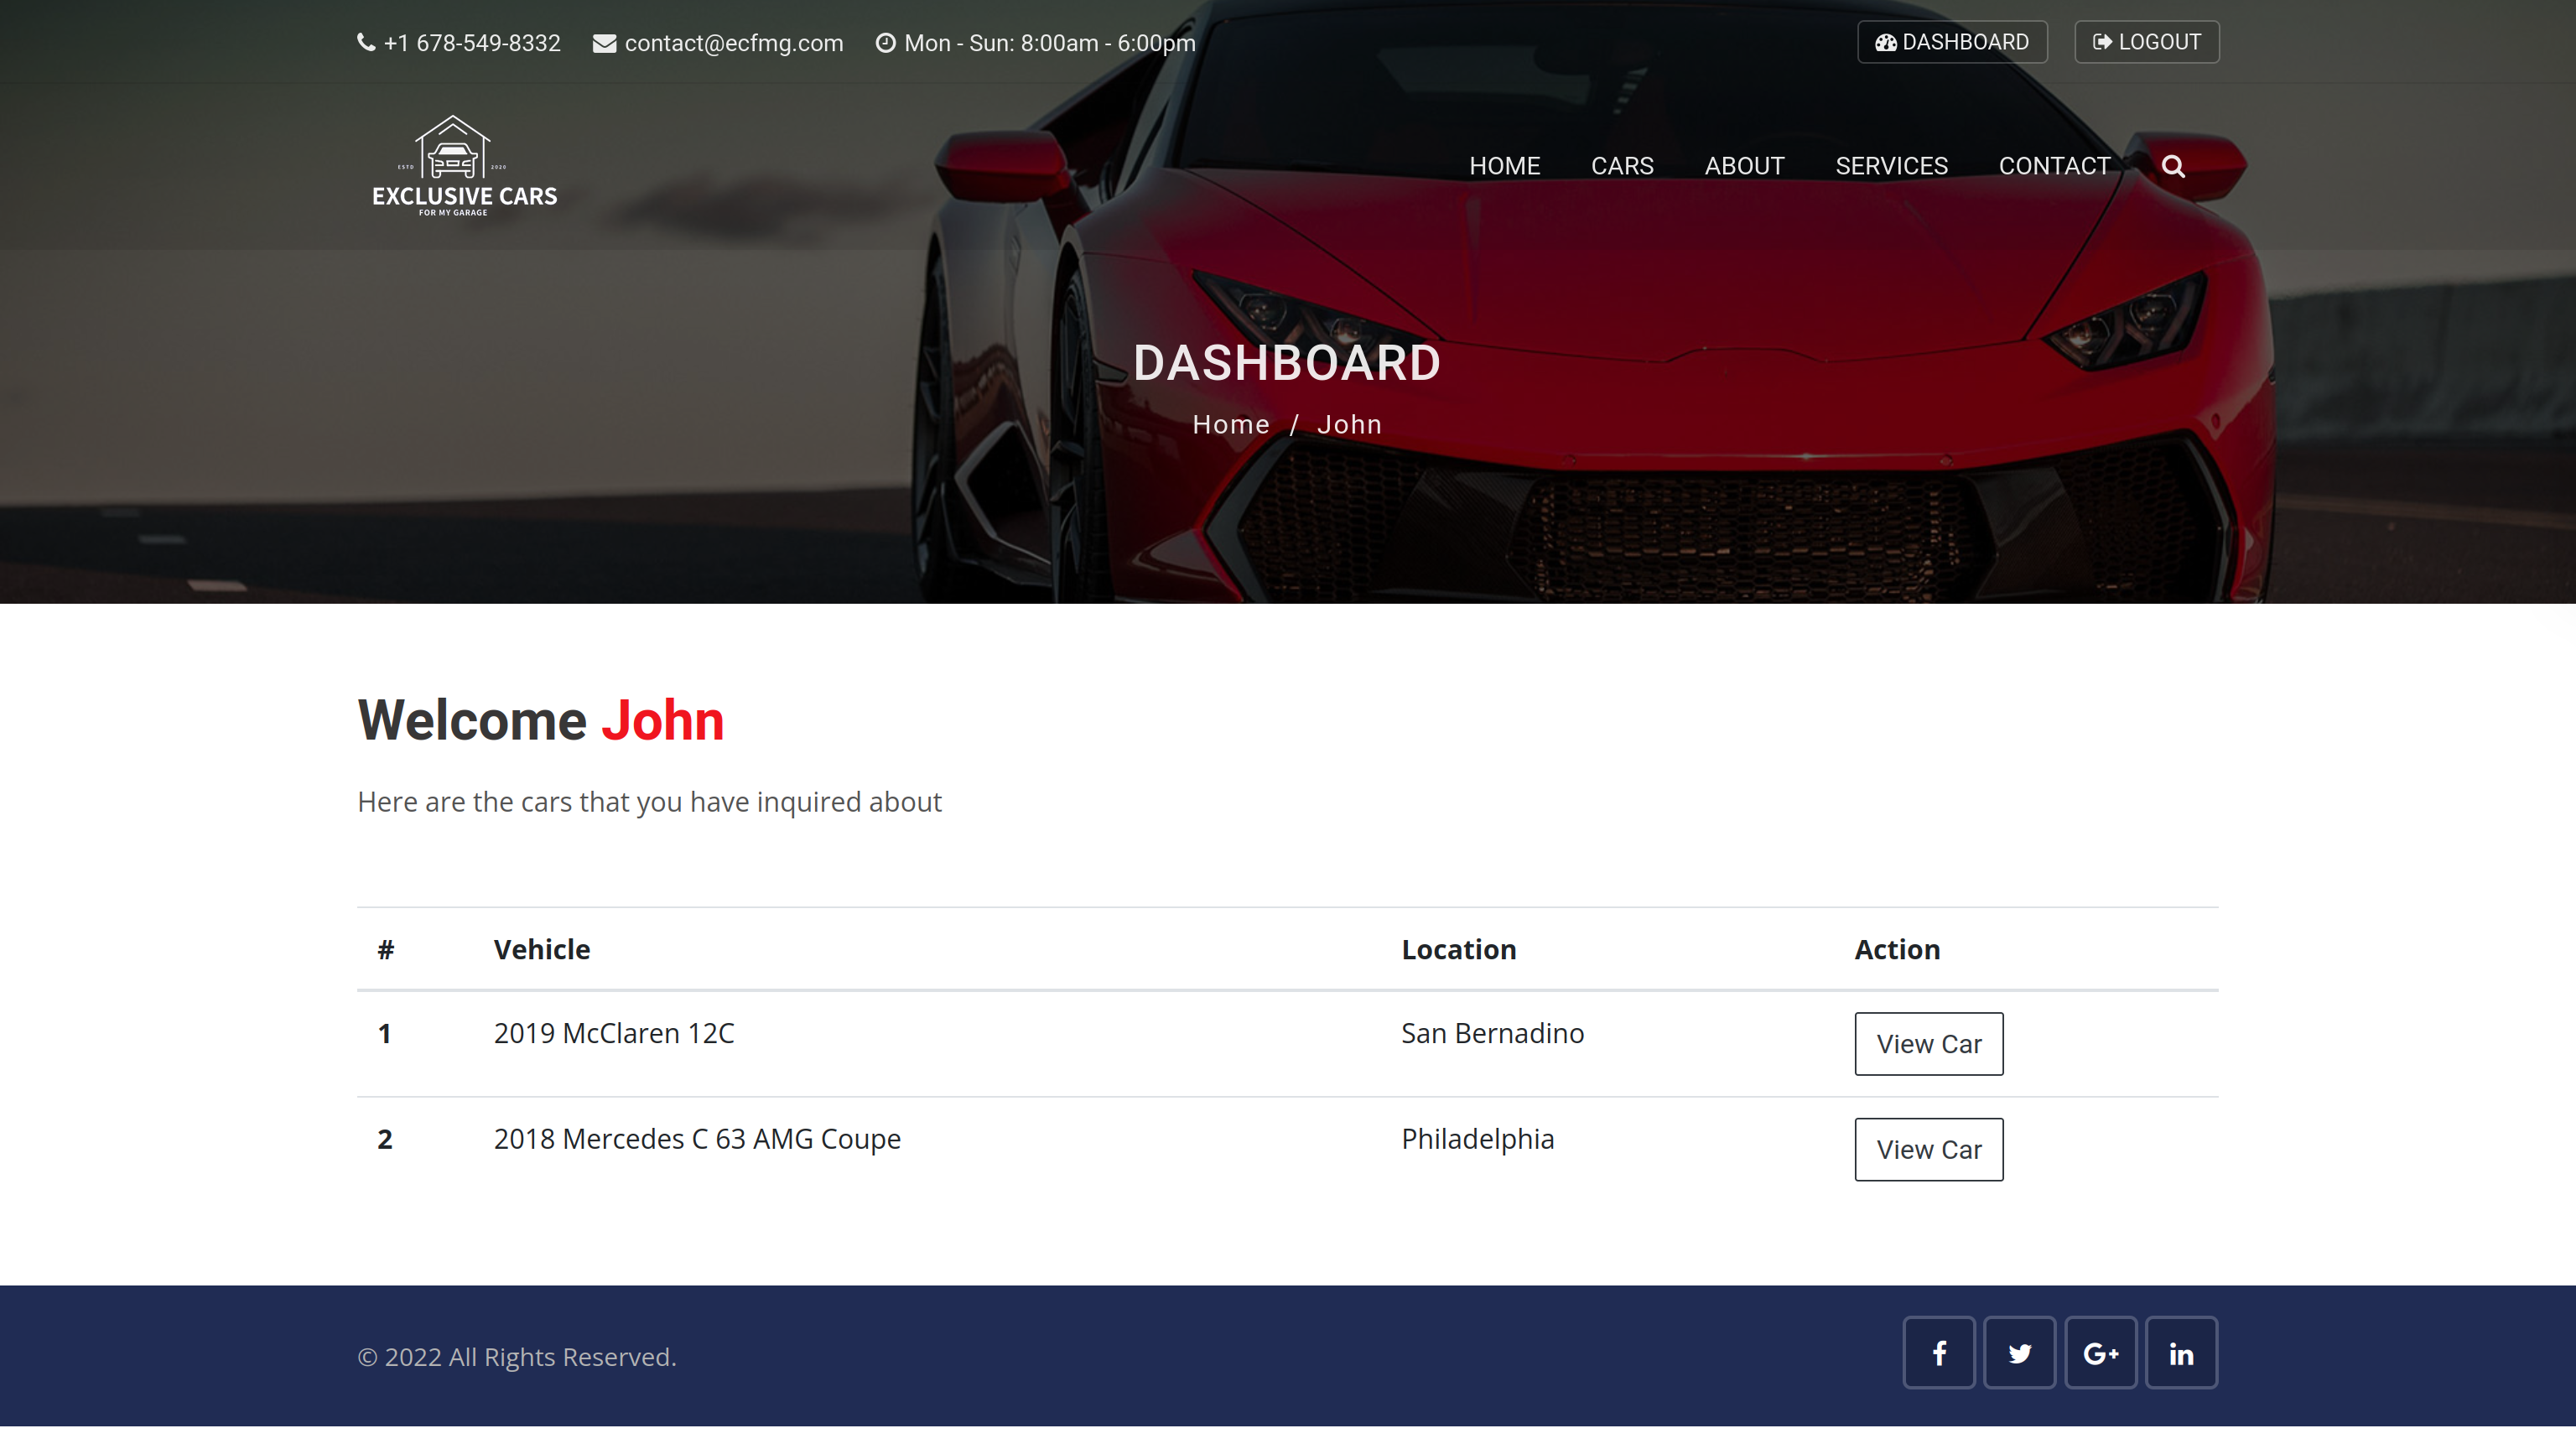 +1 678-549-8332 contact@ecfmg.com Mon - Sun: 8:00am - 6:00pm DASHBOARD LOGOUT
ESTD 2020
EXCLUSIVE CARS
FOR MY GARAGE
HOME CARS ABOUT SERVICES CONTACT
DASHBOARD
Home / John
Welcome John
Here are the cars that you have inquired about
# Vehicle Location Action
1 2019 McClaren 12C San Bernadino View Car
2 2018 Mercedes C 63 AMG Coupe Philadelphia View Car
© 2022 All Rights Reserved.